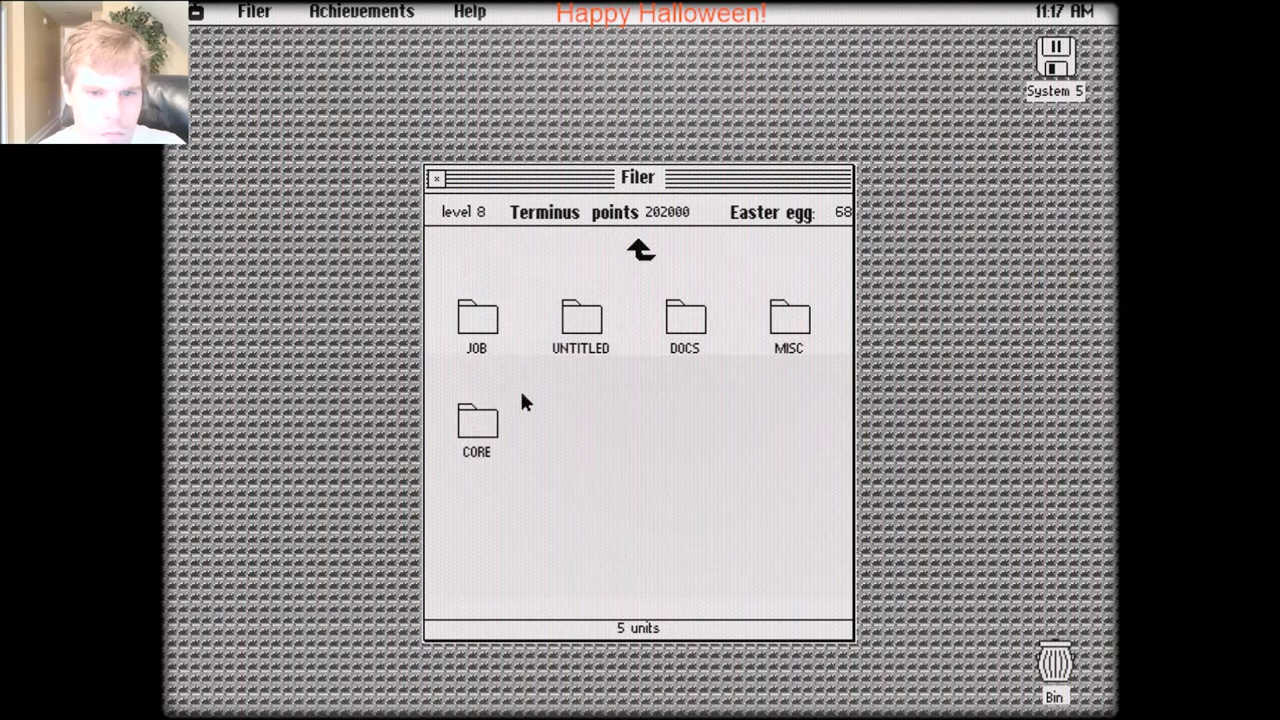 Filer Achievements Help Happy Halloween! 11:17 AM
System 5
Filer
level 8 Terminus points 202000 Easter egg: 68
JOB UNTITLED DOCS MISC
CORE
5 units
Bin